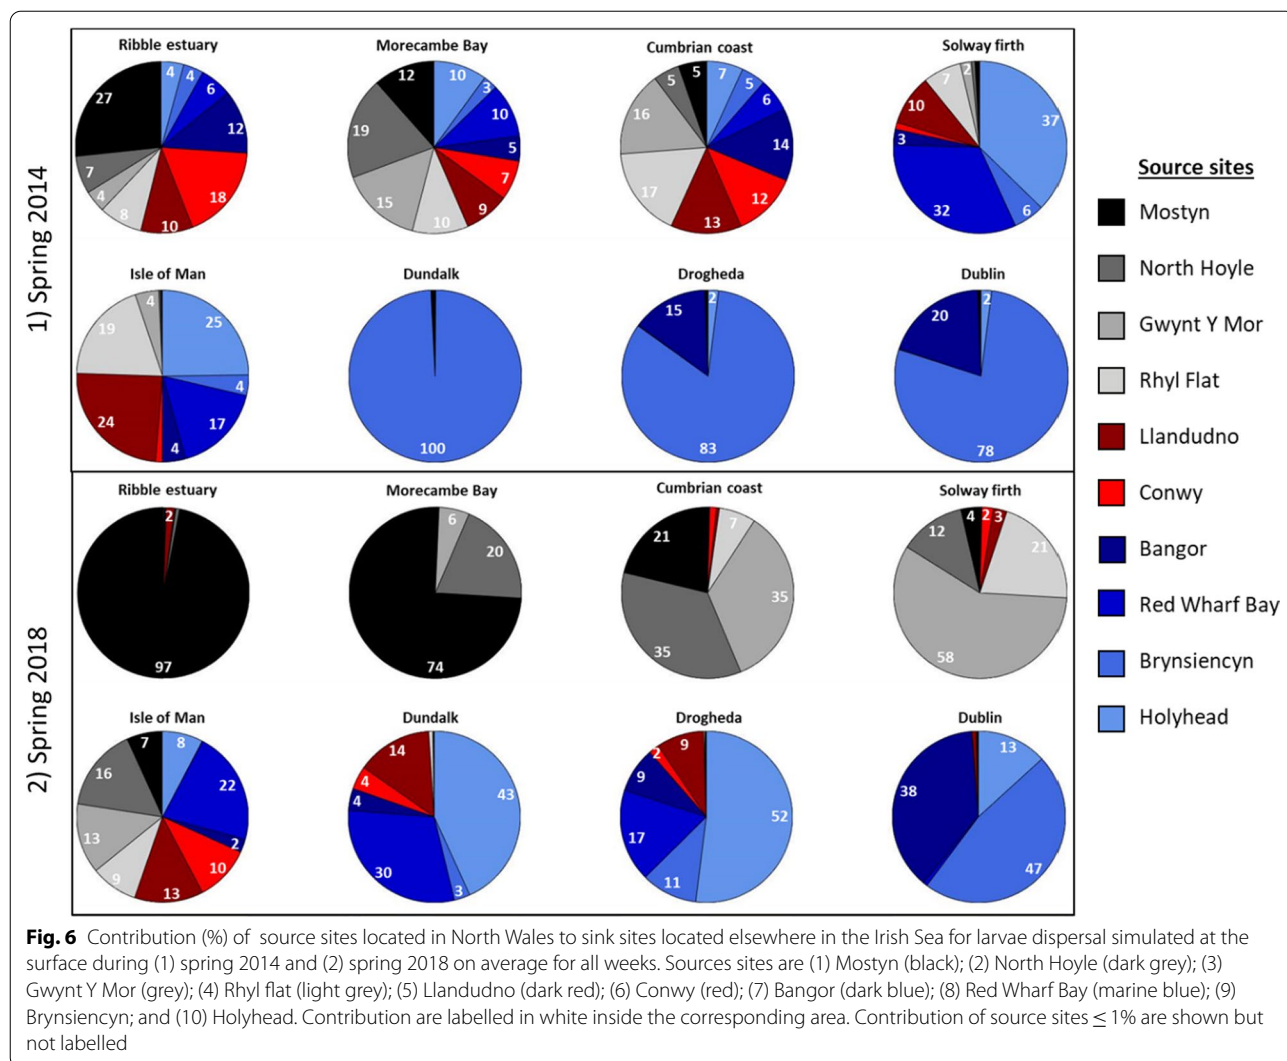 1) Spring 2014
Ribble estuary
4
4
6
12
18
10
8
4
7
27
Morecambe Bay
10
3
10
5
7
9
10
15
19
12
Cumbrian coast
7
5
6
14
12
13
17
16
5
5
Solway firth
37
6
32
3
10
7
2
Isle of Man
25
4
17
4
24
19
4
Dundalk
100
Drogheda
2
83
15
Dublin
2
78
20
2) Spring 2018
Ribble estuary
2
97
Morecambe Bay
6
20
74
Cumbrian coast
7
35
35
21
Solway firth
2
3
21
58
12
4
Isle of Man
8
22
2
10
13
9
13
16
7
Dundalk
43
3
30
4
4
14
Drogheda
52
11
17
9
2
9
Dublin
13
47
38
Source sites
Mostyn
North Hoyle
Gwynt Y Mor
Rhyl Flat
Llandudno
Conwy
Bangor
Red Wharf Bay
Brynsiencyn
Holyhead
Fig. 6 Contribution (%) of source sites located in North Wales to sink sites located elsewhere in the Irish Sea for larvae dispersal simulated at the
surface during (1) spring 2014 and (2) spring 2018 on average for all weeks. Sources sites are (1) Mostyn (black); (2) North Hoyle (dark grey); (3)
Gwynt Y Mor (grey); (4) Rhyl flat (light grey); (5) Llandudno (dark red); (6) Conwy (red); (7) Bangor (dark blue); (8) Red Wharf Bay (marine blue); (9)
Brynsiencyn; and (10) Holyhead. Contribution are labelled in white inside the corresponding area. Contribution of source sites ≤ 1% are shown but
not labelled